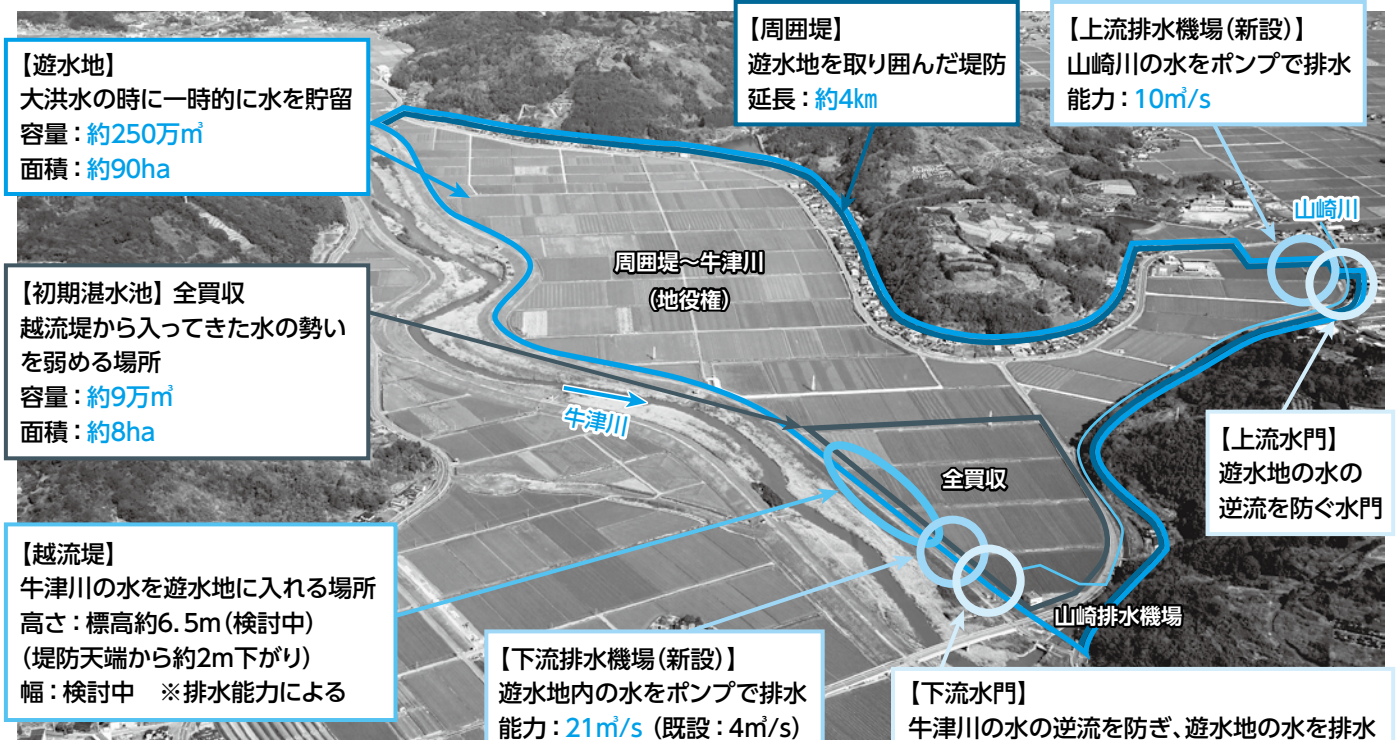 【遊水地】
大洪水の時に一時的に水を貯留
容量：約250万㎥
面積：約90ha
【周囲堤】
遊水地を取り囲んだ堤防
延長：約4㎞
【上流排水機場(新設)】
山崎川の水をポンプで排水
能力：10㎥/s
山崎川
周囲堤～牛津川
(地役権)
【初期湛水池】全買収
越流堤から入ってきた水の勢い
を弱める場所
容量：約9万㎥
面積：約8ha
牛津川
全買収
【上流水門】
遊水地の水の
逆流を防ぐ水門
【越流堤】
牛津川の水を遊水地に入れる場所
高さ：標高約6.5m(検討中)
(堤防天端から約2m下がり)
幅：検討中　※排水能力による
山崎排水機場
【下流排水機場(新設)】
遊水地内の水をポンプで排水
能力：21㎥/s (既設：4㎥/s)
【下流水門】
牛津川の水の逆流を防ぎ、遊水地の水を排水